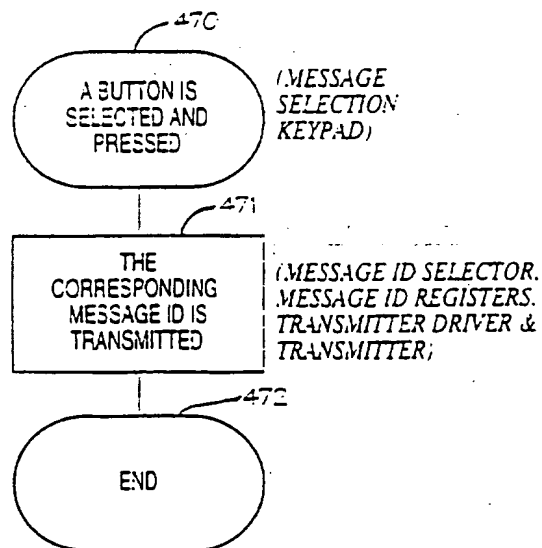 470
A BUTTON IS
SELECTED AND
PRESSED
(MESSAGE
SELECTION
KEYPAD)
471
THE
CORRESPONDING
MESSAGE ID IS
TRANSMITTED
(MESSAGE ID SELECTOR,
MESSAGE ID REGISTERS,
TRANSMITTER DRIVER &
TRANSMITTER)
472
END